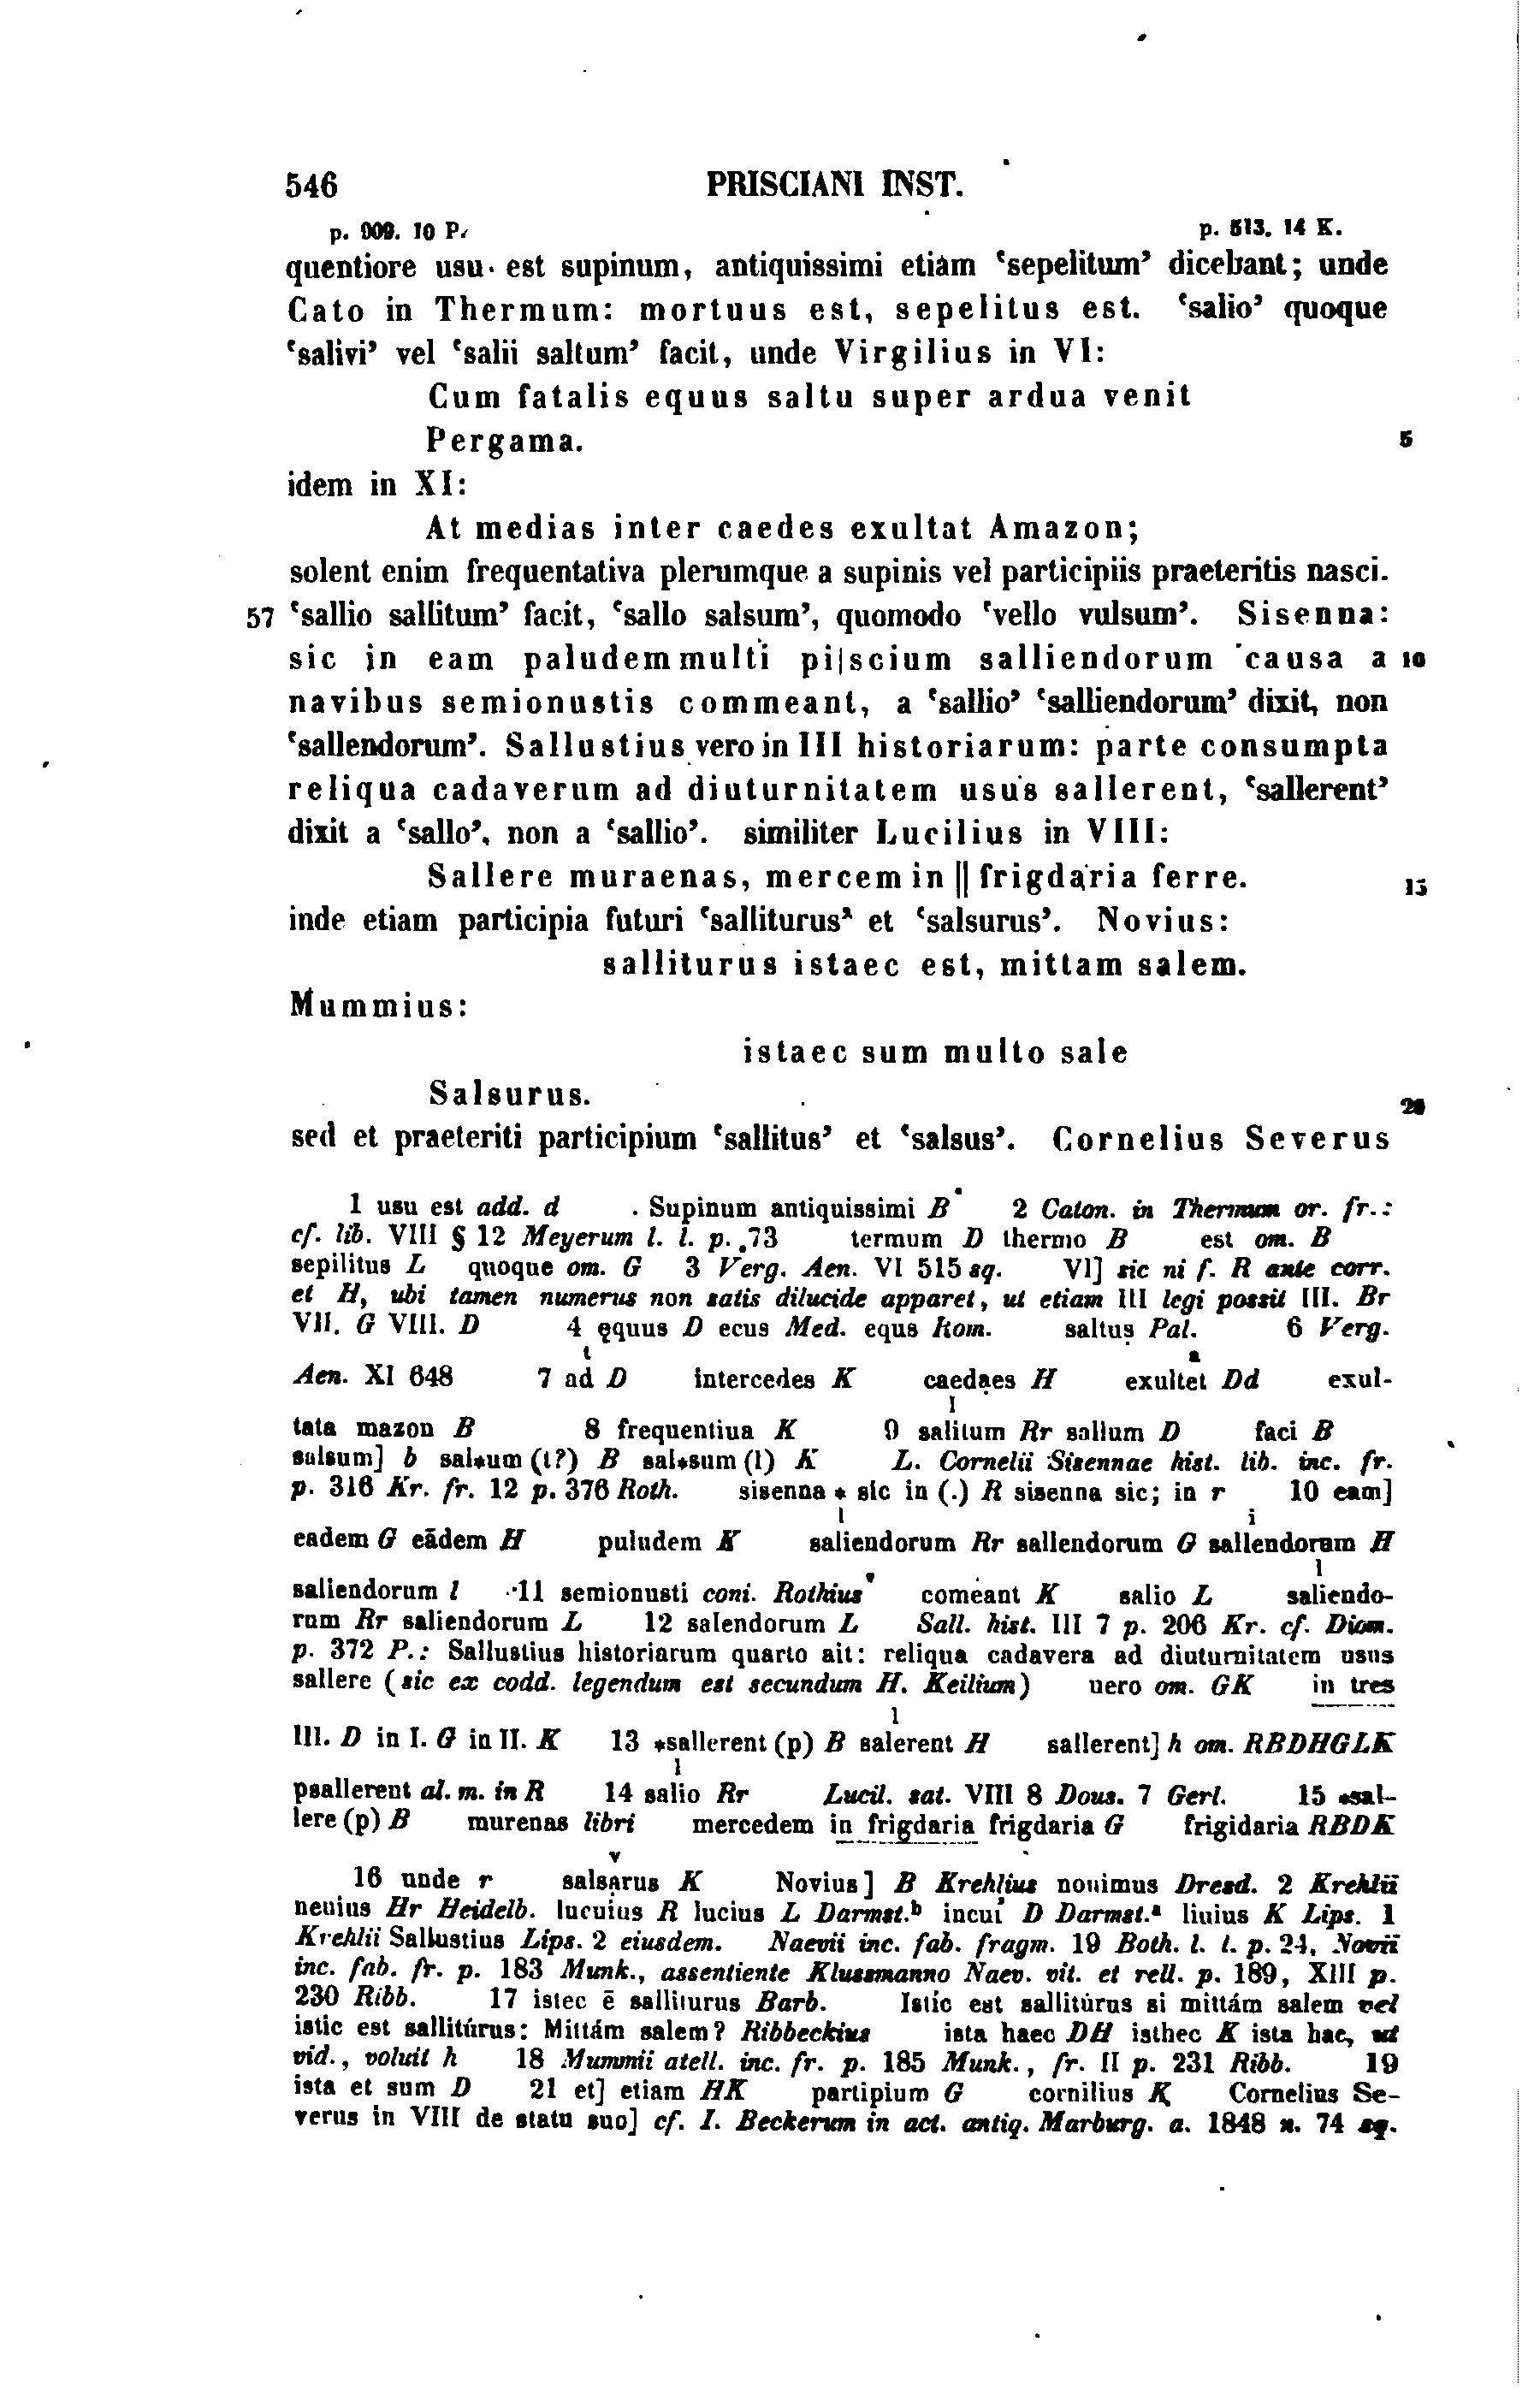 546 PRISCIANI INST.
p. 909. 10 P. p. 513. 14 K.
quentiore usu est supinum, antiquissimi etiam ‘sepelitum’ dicebant; unde
Cato in Thermum: mortuus est, sepelitus est. ‘salio’ quoque
‘salivi’ vel ‘salii saltum’ facit, unde Virgilius in VI:
Cum fatalis equus saltu super ardua venit
Pergama. 5
idem in XI:
At medias inter caedes exultat Amazon;
solent enim frequentativa plerumque a supinis vel participiis praeteritis nasci.
57 ‘sallio sallitum’ facit, ‘sallo salsum’, quomodo ‘vello vulsum’. Sisenna:
sic in eam paludem multi pi|scium salliendorum causa a 10
navibus semionustis commeant, a ‘sallio’ ‘salliendorum’ dixit, non
‘sallendorum’. Sallustius vero in III historiarum: parte consumpta
reliqua cadaverum ad diuturnitatem usus sallerent, ‘sallerent’
dixit a ‘sallo’, non a ‘sallio’. similiter Lucilius in VIII:
Sallere muraenas, mercem in || frigdaria ferre. 15
inde etiam participia futuri ‘salliturus’ et ‘salsurus’. Novius:
salliturus istaec est, mittam salem.
Mummius:
istaec sum multo sale
Salsurus. 20
sed et praeteriti participium ‘sallitus’ et ‘salsus’. Cornelius Severus
1 usu est add. d Supinum antiquissimi B 2 Caton. in Thermum or. fr.:
cf. lib. VIII § 12 Meyerum l. l. p. 73 termum D thermo B est om. B
sepilitus L quoque om. G 3 Verg. Aen. VI 515 sq. VI] sic ni f. R ante corr.
et H, ubi tamen numerus non satis dilucide apparet, ut etiam III legi possit III. Br
VII. G VIII. D 4 ęquus D ecus Med. equs Rom. saltuṣ Pal. 6 Verg.
t a
Aen. XI 648 7 ad D intercedes K caedạes H exultet Dd exul-
l
tata mazon B 8 frequentiua K 9 salitum Rr sallum D faci B
salsum] b sal*um (t?) B sal*sum (l) K L. Cornelii Sisennae hist. lib. inc. fr.
p. 316 Kr. fr. 12 p. 376 Roth. sisenna * sic in (.) R sisenna sic; in r 10 eam]
l i
eadem G eādem H puludem K saliendorum Rr sallendorum G sallendorum H
l
saliendorum l 11 semionusti coni. Rothius comeant K salio L saliendo-
rum Rr saliendorum L 12 salendorum L Sall. hist. III 7 p. 206 Kr. cf. Diom.
p. 372 P.: Sallustius historiarum quarto ait: reliqua cadavera ad diuturnitatem usus
sallere (sic ex codd. legendum est secundum H. Keilium) uero om. GK in tres
l
III. D in I. G in II. K 13 *sallerent (p) B salerent H sallerent] h om. RBDHGLK
l
psallerent al. m. in R 14 salio Rr Lucil. sat. VIII 8 Dous. 7 Gerl. 15 *sal-
lere (p) B murenas libri mercedem in frigdaria frigdaria G frigidaria RBDK
v
16 unde r salsạrus K Novius] B Krehlius nouimus Dresd. 2 Krehlii
neuius Hr Heidelb. lucuius R lucius L Darmst.ᵇ incui' D Darmst.ᵃ liuius K Lips. 1
Krehlii Sallustius Lips. 2 eiusdem. Naevii inc. fab. fragm. 19 Both. l. l. p. 24, Novii
inc. fab. fr. p. 183 Munk., assentiente Klussmanno Naev. vit. et rell. p. 189, XIII p.
230 Ribb. 17 istec ē salliturus Barb. Istíc est sallitúrus si mittám salem vel
istic est sallitúrus: Mittám salem? Ribbeckius ista haec DH isthec K ista hac, ut
vid., voluit h 18 Mummii atell. inc. fr. p. 185 Munk., fr. II p. 231 Ribb. 19
ista et sum D 21 et] etiam HK partipium G cornilius K Cornelius Se-
verus in VIII de statu suo] cf. I. Beckerum in act. antiq. Marburg. a. 1848 n. 74 sq.